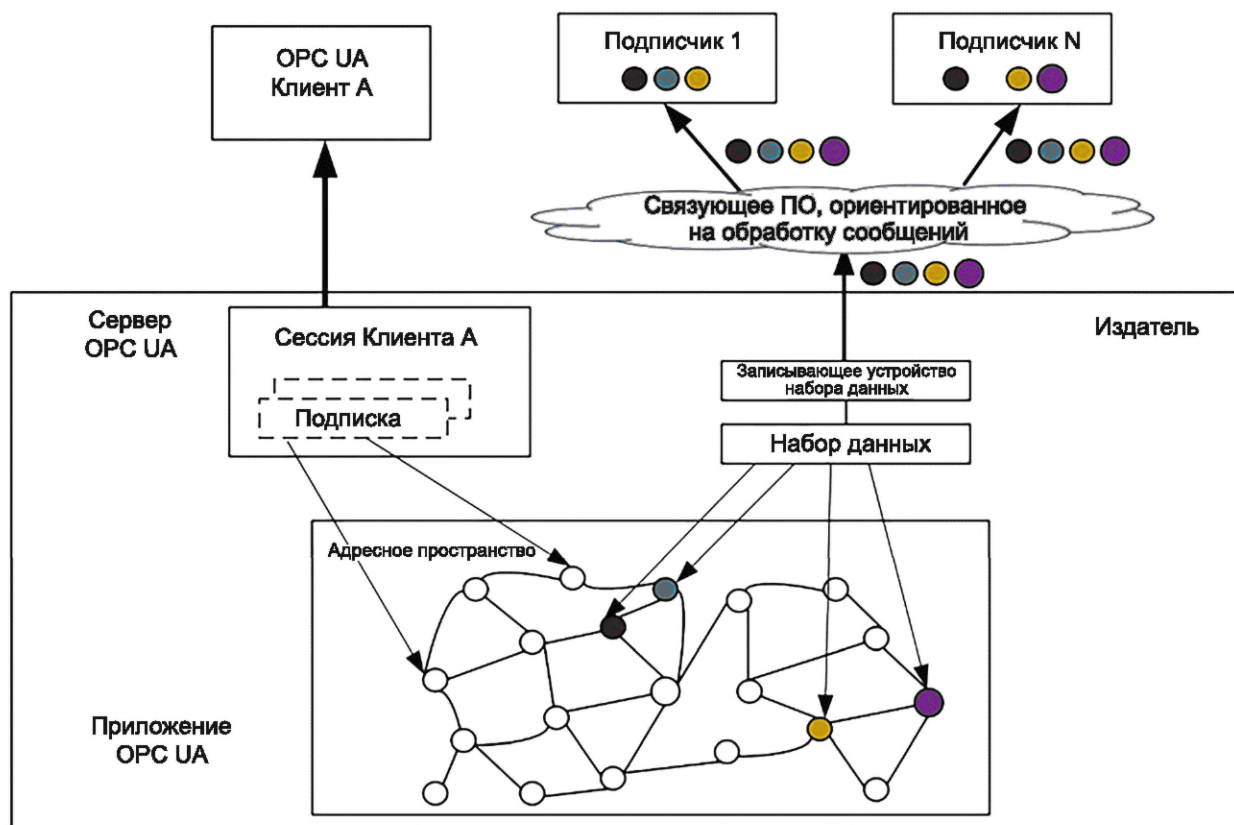 OPC UA
Клиент А
Подписчик 1
Подписчик N
Связующее ПО, ориентированное
на обработку сообщений
Сервер
OPC UA
Сессия Клиента А
Подписка
Издатель
Записывающее устройство
набора данных
Набор данных
Адресное пространство
Приложение
OPC UA